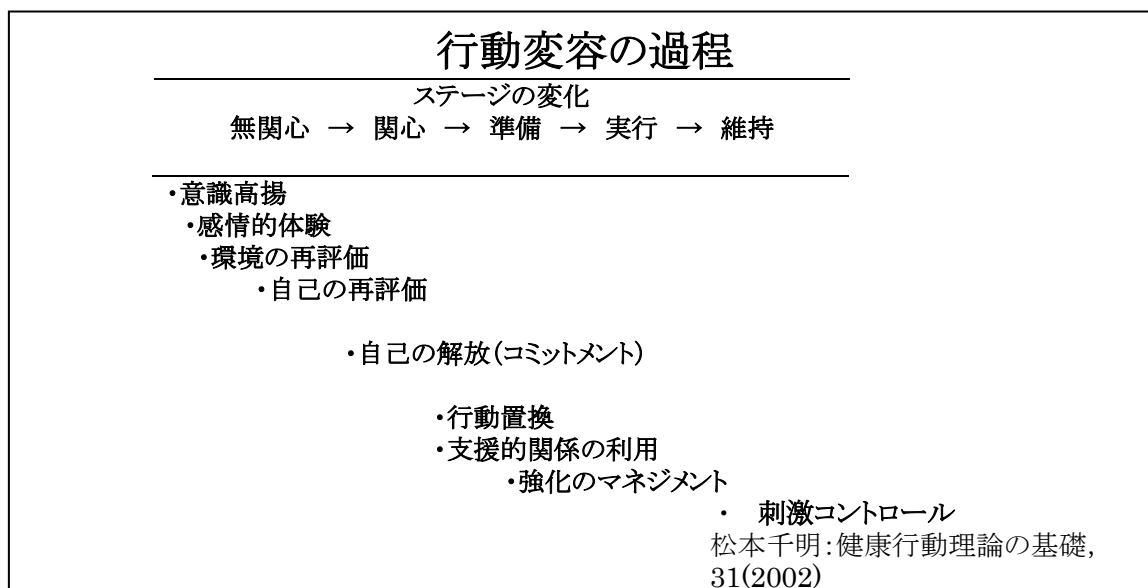 行動変容の過程
ステージの変化
無関心 → 関心 → 準備 → 実行 → 維持
・意識高揚
・感情的体験
・環境の再評価
・自己の再評価
・自己の解放(コミットメント)
・行動置換
・支援的関係の利用
・強化のマネジメント
・ 刺激コントロール
松本千明:健康行動理論の基礎,
31(2002)